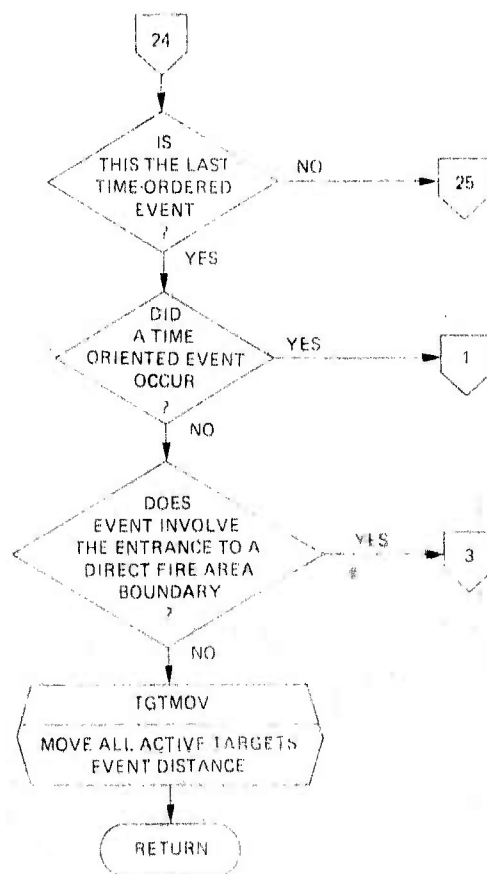 24
IS
THIS THE LAST
TIME-ORDERED
EVENT
?
NO
25
YES
DID
A TIME
ORIENTED EVENT
OCCUR
?
YES
1
NO
DOES
EVENT INVOLVE
THE ENTRANCE TO A
DIRECT FIRE AREA
BOUNDARY
?
YES
3
NO
TGTMOV
MOVE ALL ACTIVE TARGETS
EVENT DISTANCE
RETURN